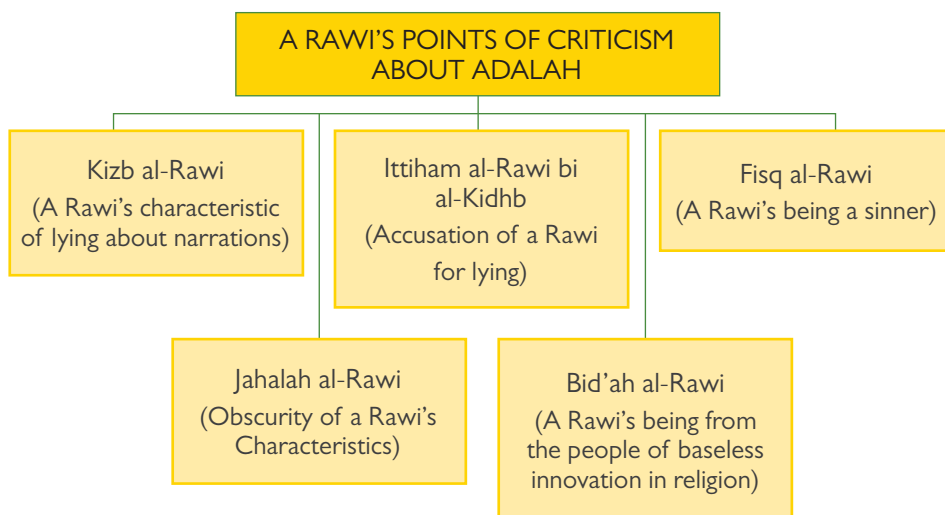 A RAWI’S POINTS OF CRITICISM
ABOUT ADALAH
Kizb al-Rawi
(A Rawi’s characteristic
of lying about narrations)
Ittiham al-Rawi bi
al-Kidhb
(Accusation of a Rawi
for lying)
Fisq al-Rawi
(A Rawi’s being a sinner)
Jahalah al-Rawi
(Obscurity of a Rawi’s
Characteristics)
Bid’ah al-Rawi
(A Rawi’s being from
the people of baseless
innovation in religion)